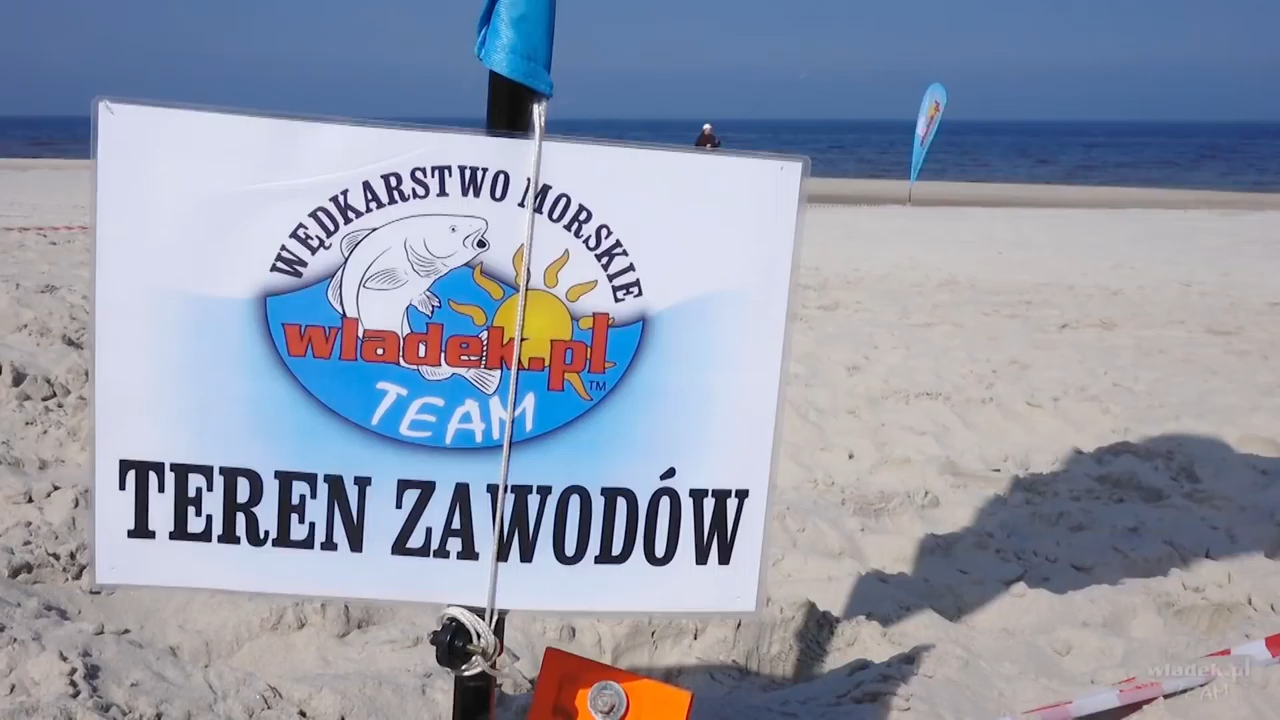 WĘDKARSTWO MORSKIE
wladek.pl
TM
TEAM
TEREN ZAWODÓW
wladek.pl
TEAM